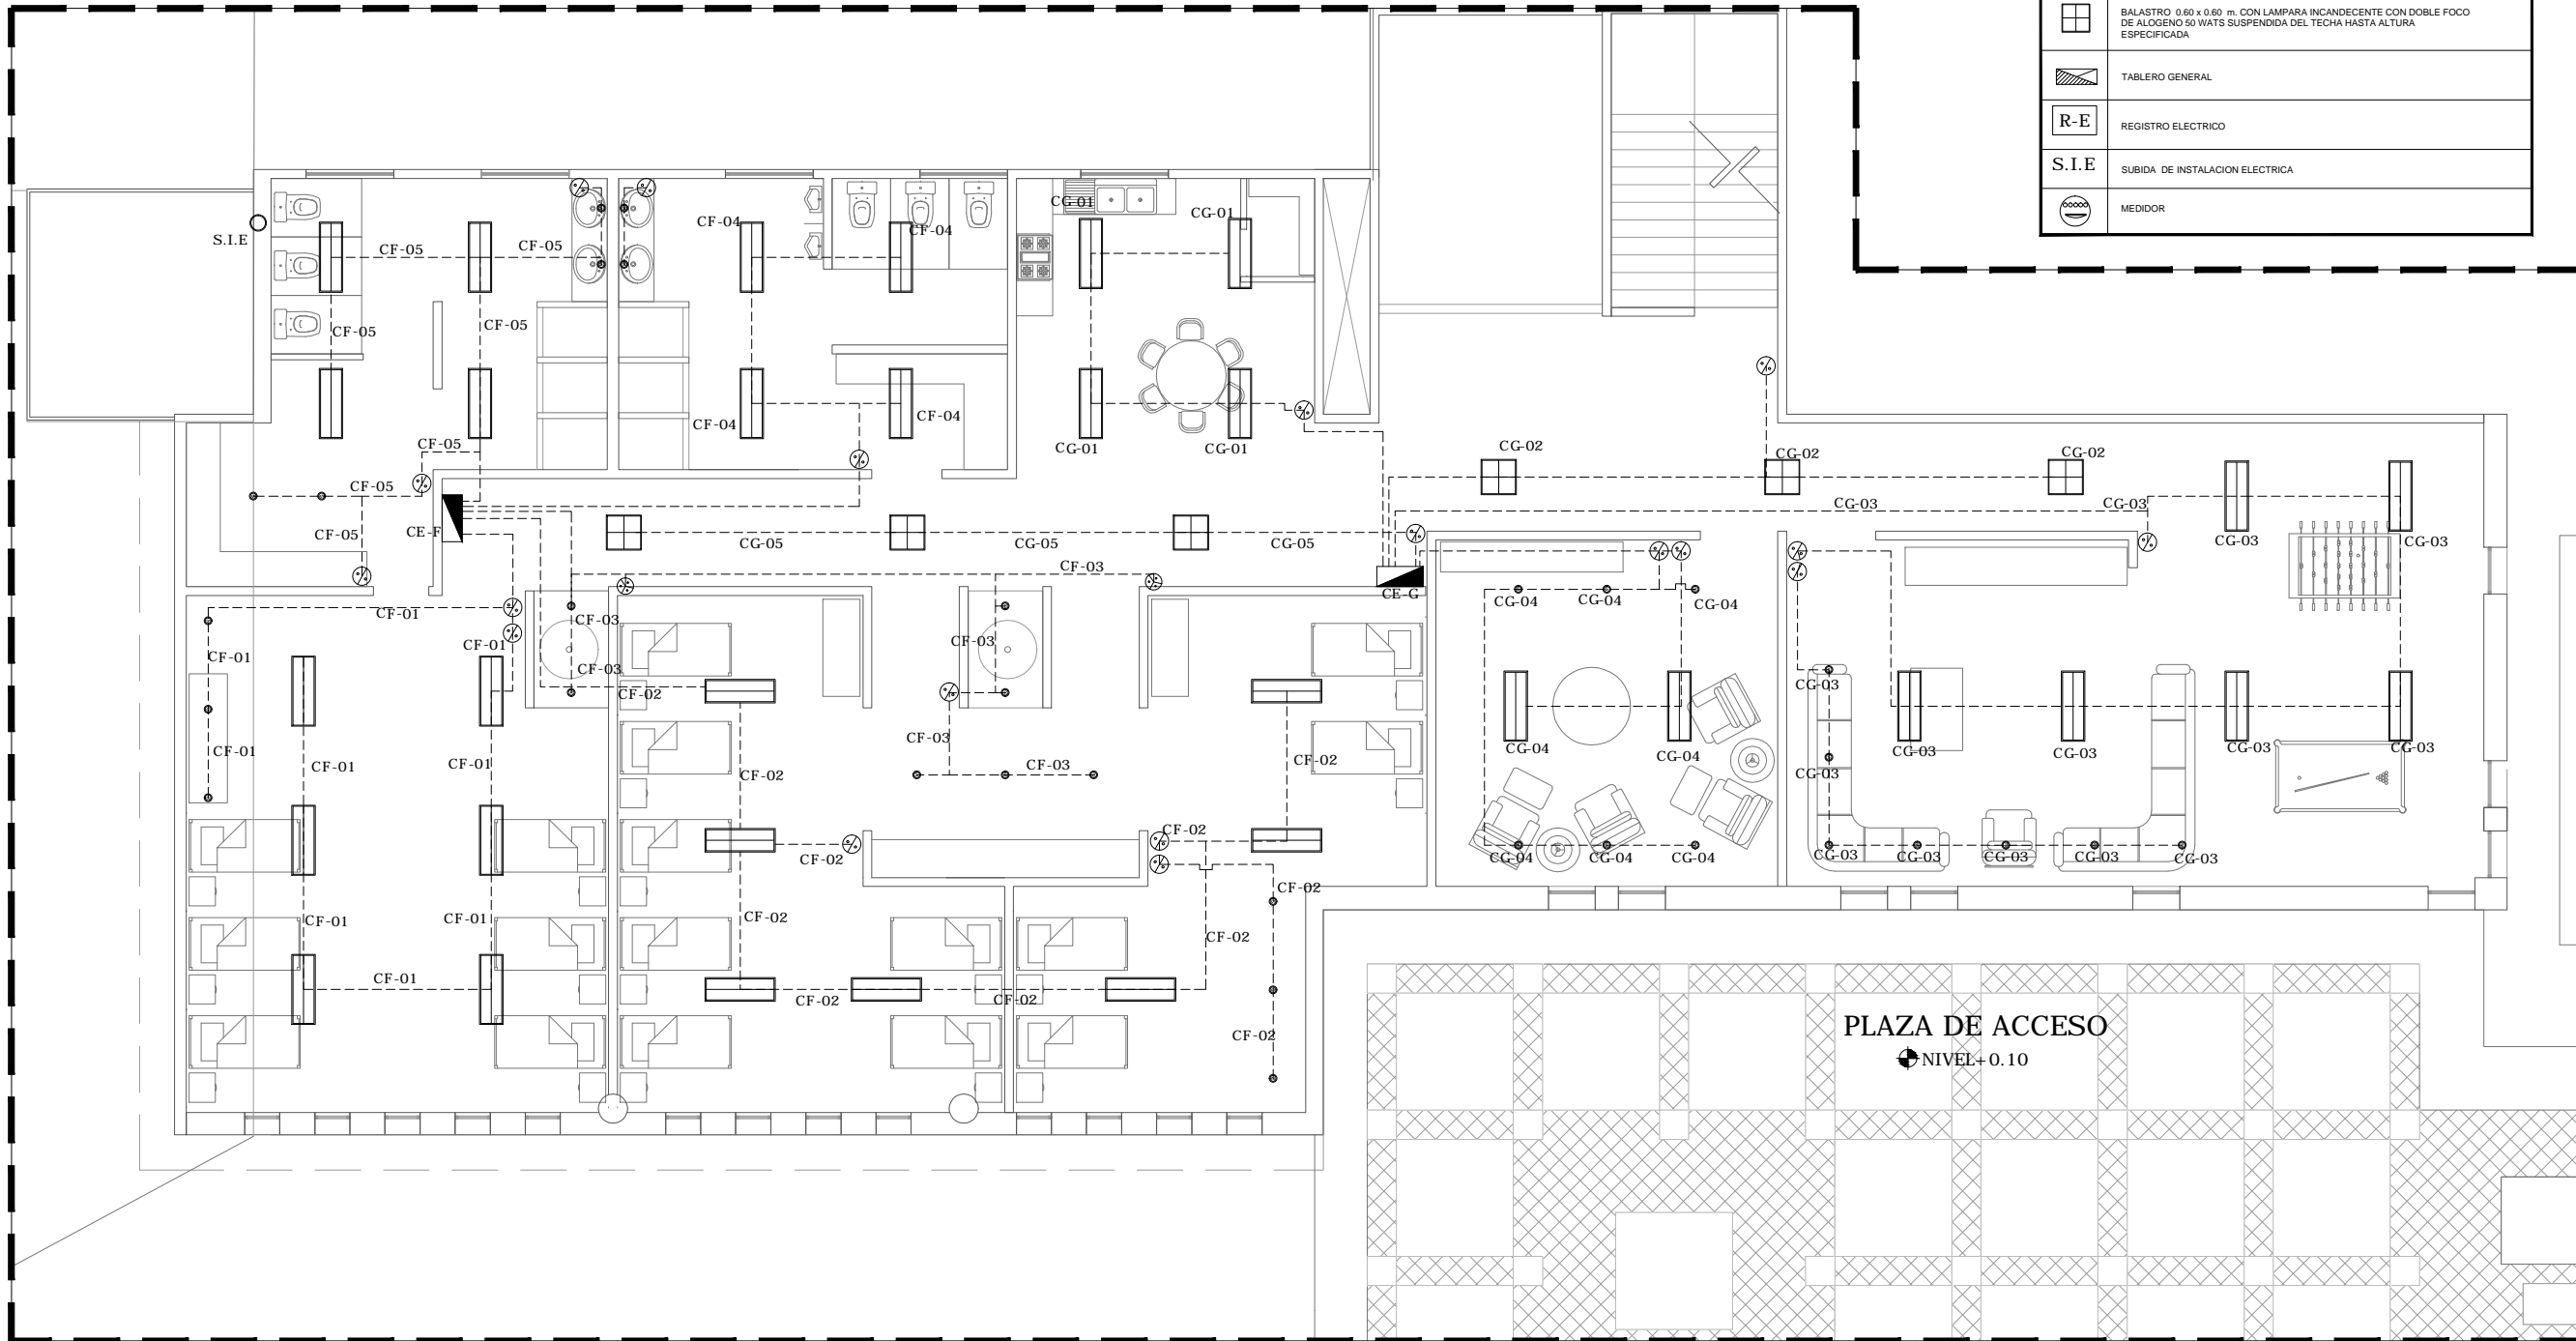 BALASTRO 0.60 x 0.60 m. CON LAMPARA INCANDECENTE CON DOBLE FOCO
DE ALOGENO 50 WATS SUSPENDIDA DEL TECHA HASTA ALTURA
ESPECIFICADA
TABLERO GENERAL
R-E
REGISTRO ELECTRICO
S.I.E
SUBIDA DE INSTALACION ELECTRICA
MEDIDOR
CG-01
CG-01
CF-04
CF-04
S.I.E
CF-05
CF-05
CF-05
CF-05
CF-04
CF-04
CG-01
CG-01
CF-05
CG-02
CG-02
CG-02
CF-05
CG-03
CG-03
CF-05
CE-F
CG-05
CG-05
CG-05
CG-03
CG-03
CF-03
CE-G
CG-04
CG-04
CG-04
CF-01
CF-03
CF-01
CF-03
CF-01
CF-03
CF-02
CG-03
CF-01
CF-03
CG-04
CG-04
CG-03
CG-03
CG-03
CG-03
CF-01
CF-01
CF-02
CF-03
CF-02
CG-03
CF-02
CF-02
CG-04
CG-04
CG-04
CG-03
CG-03
CG-03
CG-03
CG-03
CF-02
CF-01
CF-01
CF-02
CF-02
CF-01
CF-02
CF-02
CF-02
PLAZA DE ACCESO
NIVEL+0.10